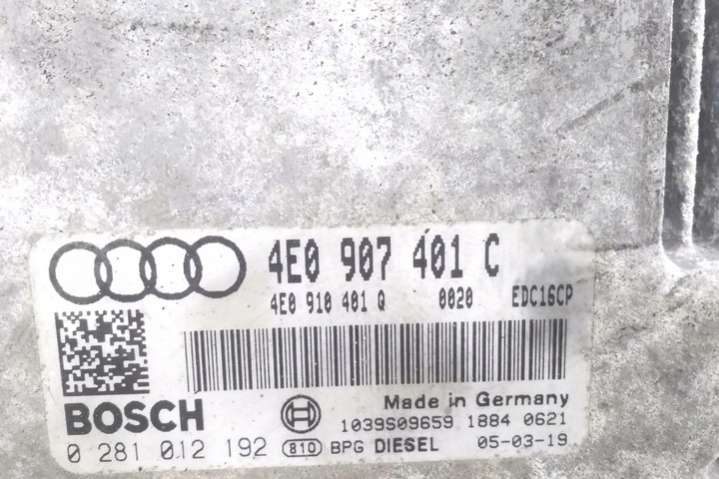 4E0 907 401 C
4E0 910 401 Q 0020 EDC16CP
Made in Germany
BOSCH 1039S09659 1884 0621
0 281 012 192 810 BPG DIESEL 05-03-19